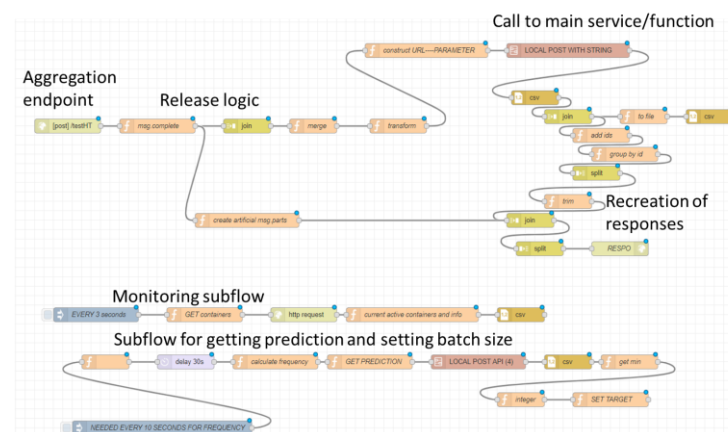 Call to main service/function
construct URL----PARAMETER
LOCAL POST WITH STRING
Aggregation
endpoint
Release logic
csv
[post] /testHT
msg.complete
join
merge
transform
join
to file
csv
add idx
group by id
split
trim
Recreation of
responses
create artificial msg.parts
join
split
RESPO
Monitoring subflow
EVERY 3 seconds
GET containers
http request
current active containers and info
csv
Subflow for getting prediction and setting batch size
delay 30s
calculate frequency
GET PREDICTION
LOCAL POST API (4)
csv
get min
integer
SET TARGET
NEEDED EVERY 10 SECONDS FOR FREQUENCY